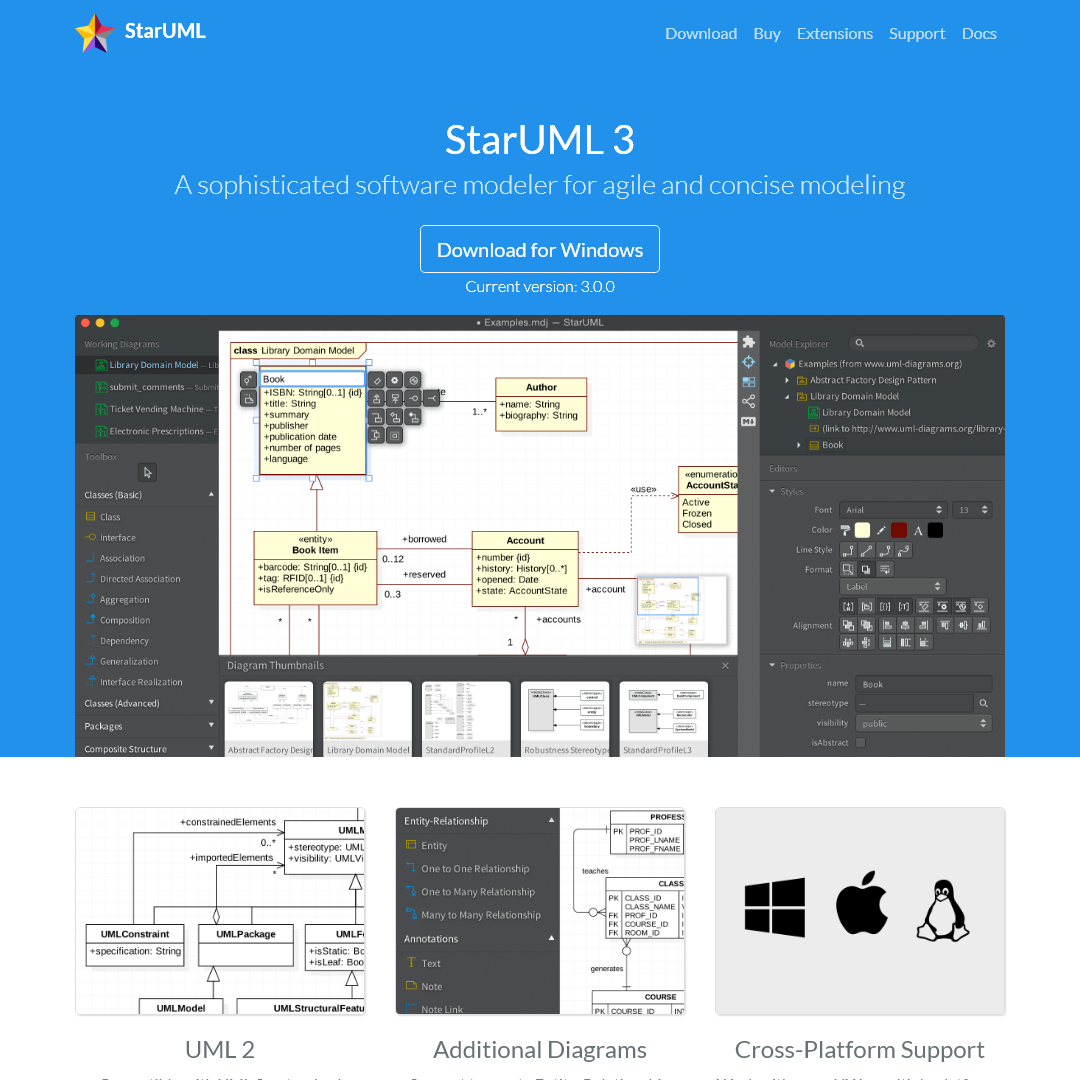 StarUML
Download Buy Extensions Support Docs
StarUML 3
A sophisticated software modeler for agile and concise modeling
Download for Windows
Current version: 3.0.0
• Examples.mdj — StarUML
Working Diagrams
Library Domain Model — Lib
submit_comments — Submi
Ticket Vending Machine — T
Electronic Prescriptions — E
Toolbox
Classes (Basic)
Class
Interface
Association
Directed Association
Aggregation
Composition
Dependency
Generalization
Interface Realization
Classes (Advanced)
Packages
Composite Structure
class Library Domain Model
Book
+ISBN: String[0..1] {id}
+title: String
+summary
+publisher
+publication date
+number of pages
+language
1..*
Author
+name: String
+biography: String
«use»
«enumeratio
AccountSta
Active
Frozen
Closed
«entity»
Book Item
+barcode: String[0..1] {id}
+tag: RFID[0..1] {id}
+isReferenceOnly
+borrowed
0..12
+reserved
0..3
Account
+number {id}
+history: History[0..*]
+opened: Date
+state: AccountState
+account
* * * +accounts
1
Diagram Thumbnails
Abstract Factory Design
Library Domain Model
StandardProfileL2
Robustness Stereotype
StandardProfileL3
Model Explorer
Examples (from www.uml-diagrams.org)
Abstract Factory Design Pattern
Library Domain Model
Library Domain Model
(link to http://www.uml-diagrams.org/library-
Book
Editors
Styles
Font Arial 13
Color A
Line Style
Format
Label
Alignment
Properties
name Book
stereotype —
visibility public
isAbstract
+constrainedElements
0..*
+importedElements
*
UMLM
+stereotype: UML
+visibility: UMLVi
UMLConstraint
+specification: String
UMLPackage
UMLFe
+isStatic: Boo
+isLeaf: Boo
UMLModel
UMLStructuralFeatu
Entity-Relationship
Entity
One to One Relationship
One to Many Relationship
Many to Many Relationship
Annotations
Text
Note
Note Link
PROFESS
PK PROF_ID
PROF_LNAME
PROF_FNAME
teaches
CLASS
PK CLASS_ID
CLASS_NAME
FK PROF_ID
FK COURSE_ID
FK ROOM_ID
generates
COURSE
PK COURSE_ID INT
UML 2
Additional Diagrams
Cross-Platform Support